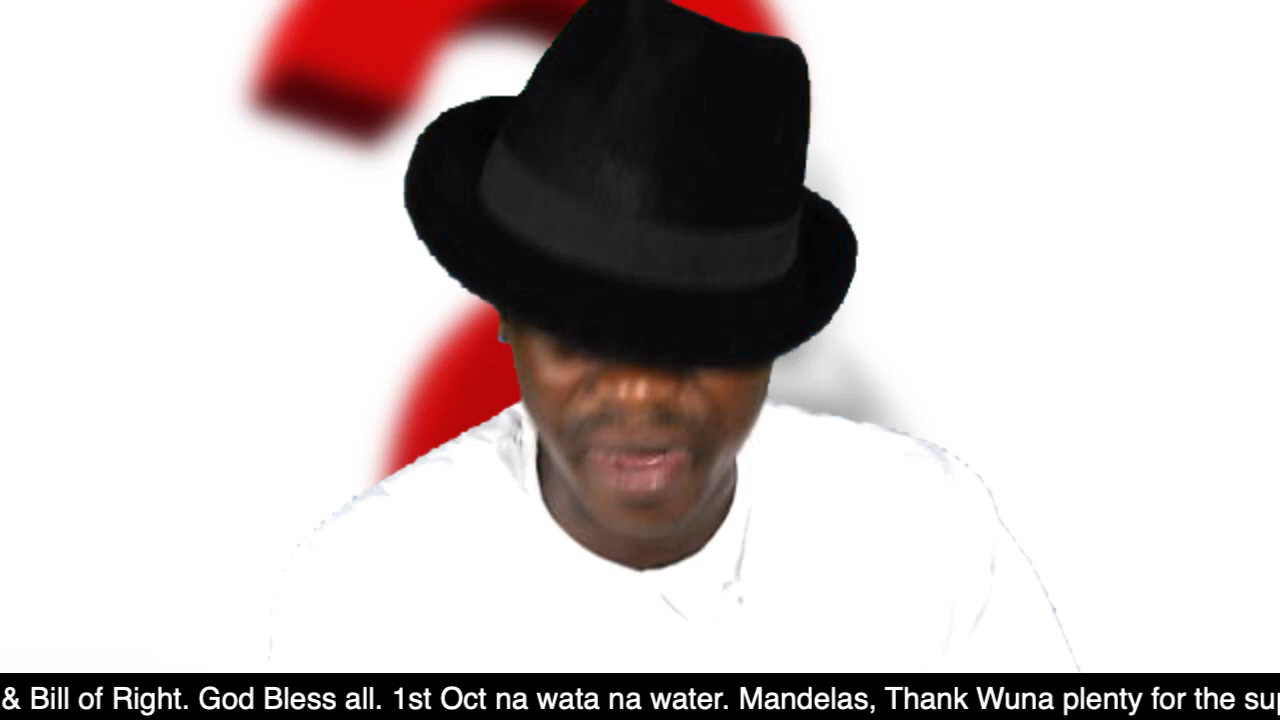 & Bill of Right. God Bless all. 1st Oct na wata na water. Mandelas, Thank Wuna plenty for the su